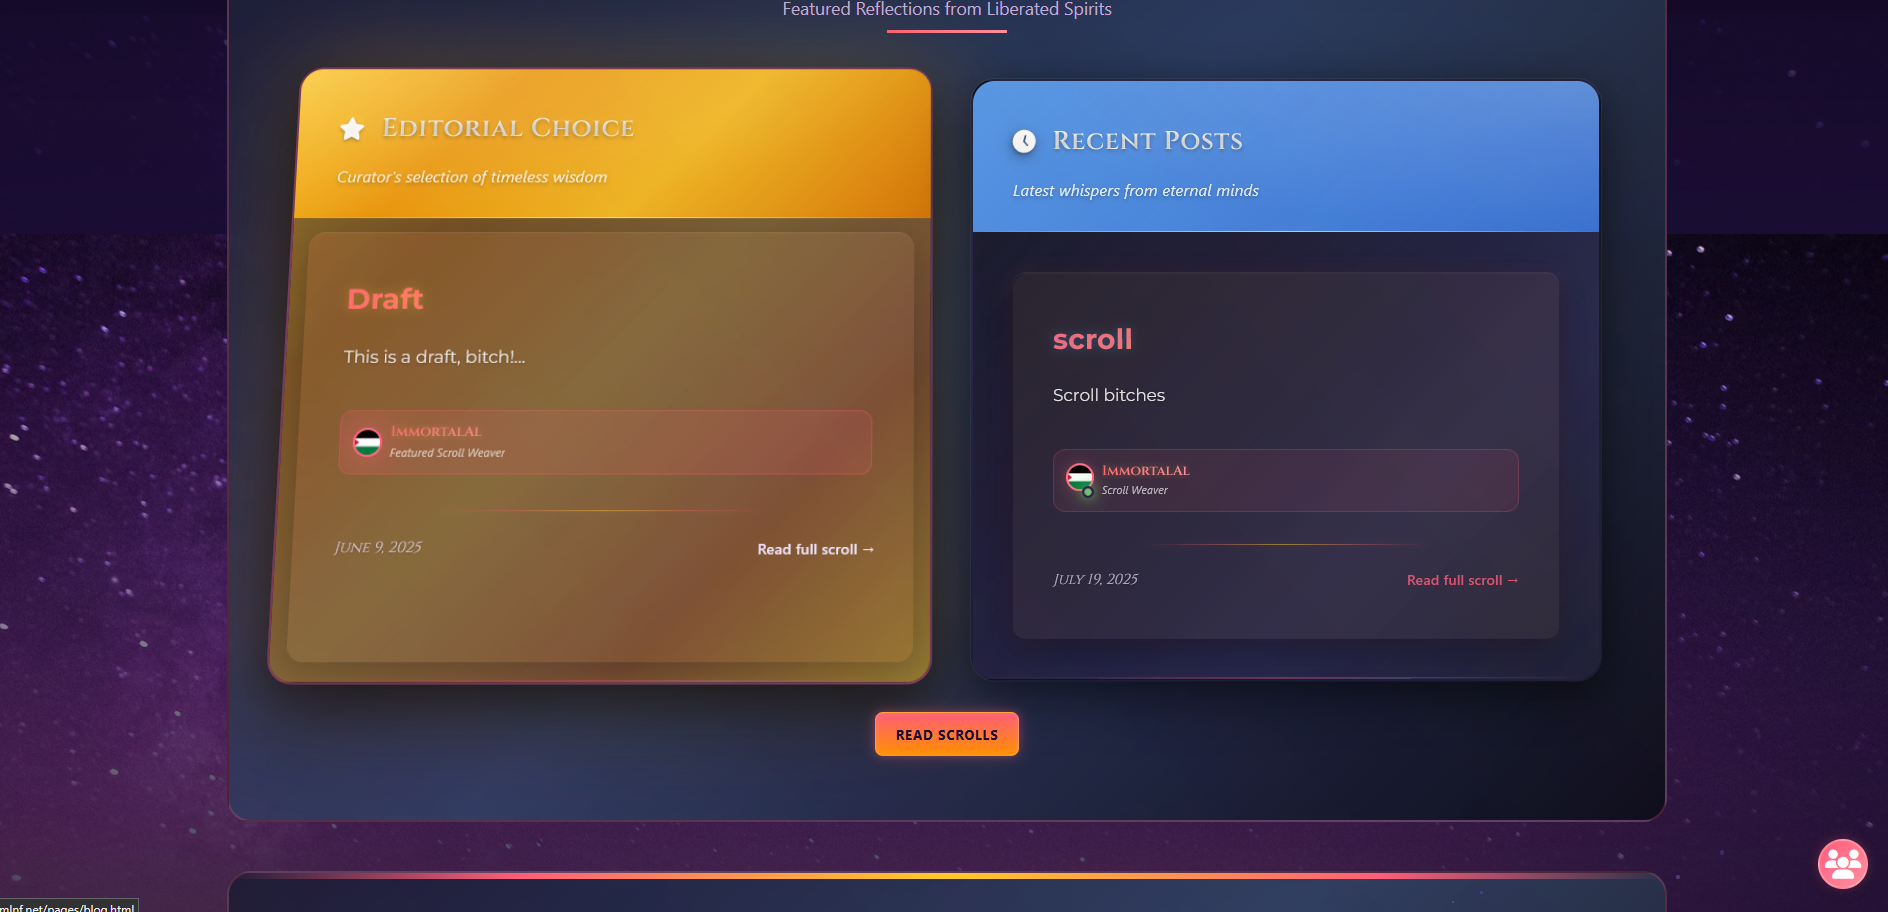 Featured Reflections from Liberated Spirits
Editorial Choice
Curator's selection of timeless wisdom
Draft
This is a draft, bitch!...
ImmortalAl
Featured Scroll Weaver
June 9, 2025
Read full scroll →
Recent Posts
Latest whispers from eternal minds
scroll
Scroll bitches
ImmortalAl
Scroll Weaver
July 19, 2025
Read full scroll →
READ SCROLLS
mlnf.net/pages/blog.html